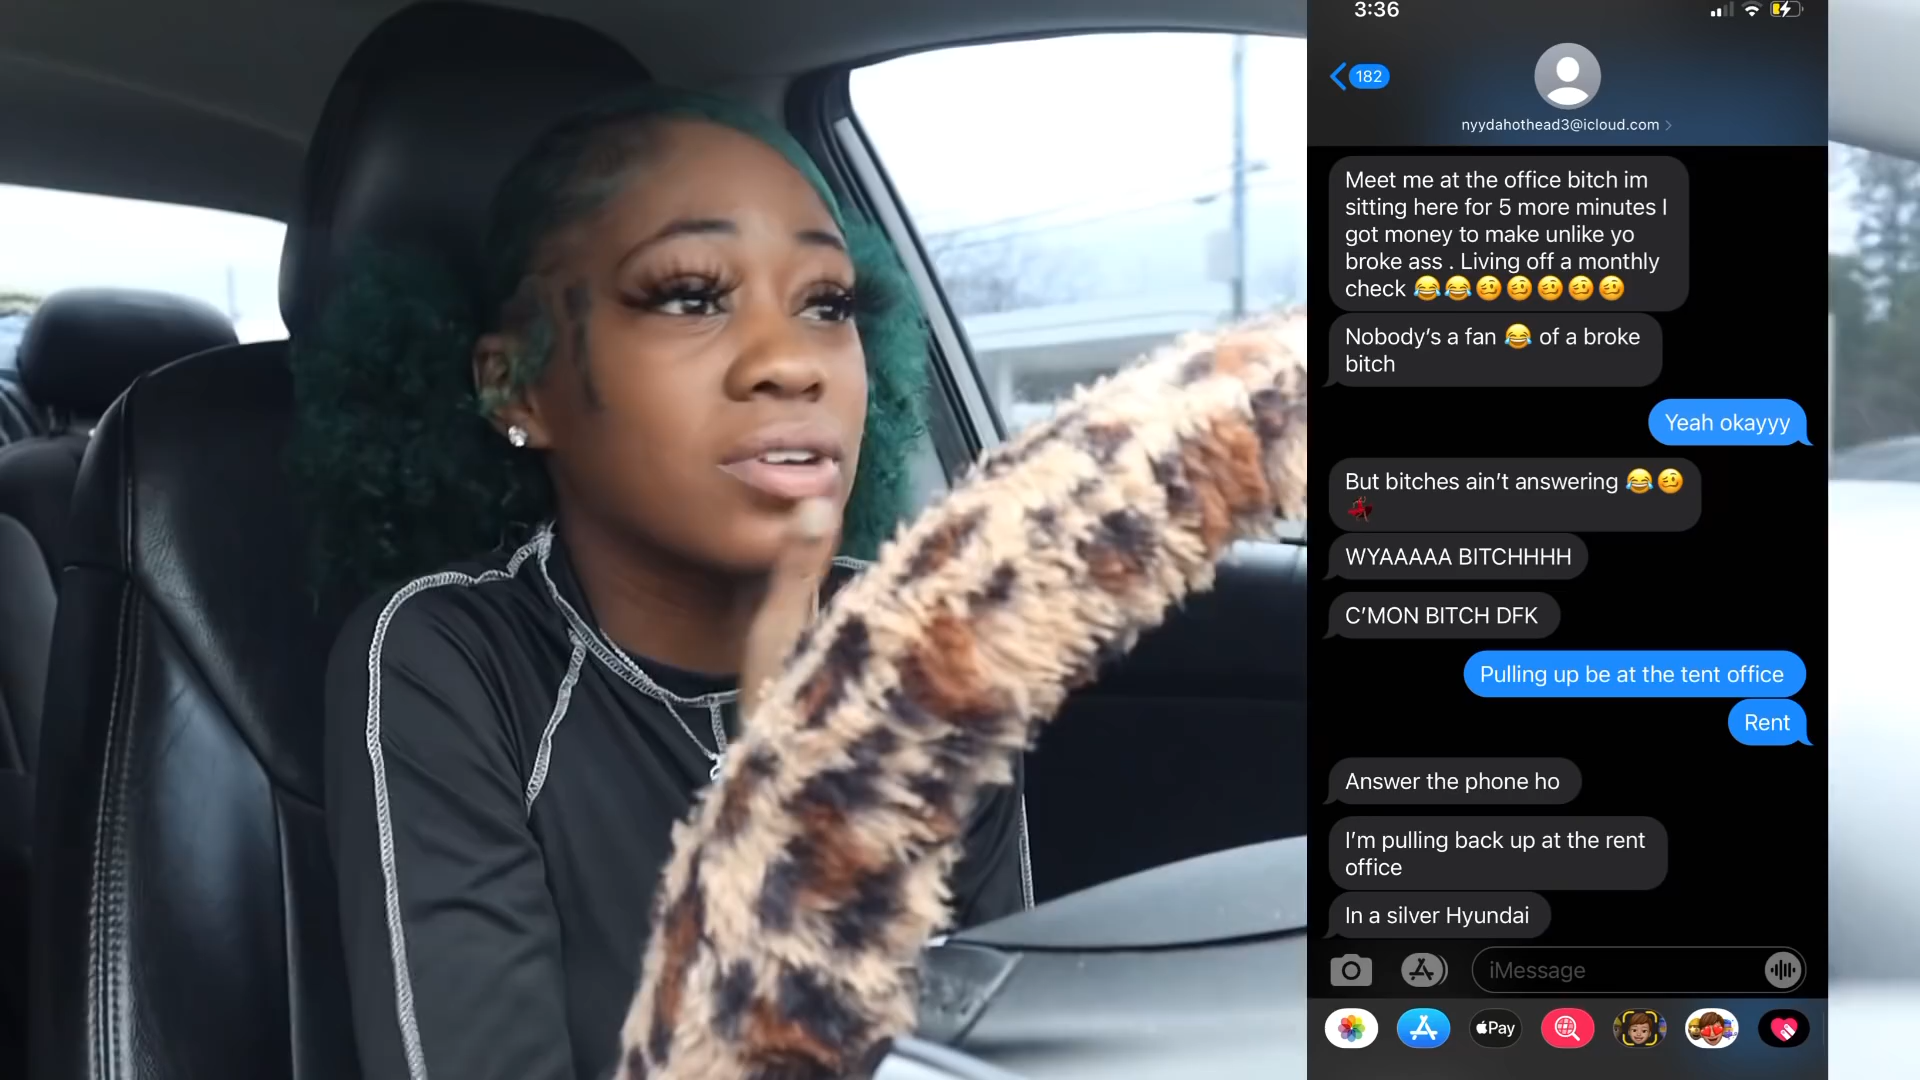 3:36
182
nyydahothead3@icloud.com
Meet me at the office bitch im
sitting here for 5 more minutes I
got money to make unlike yo
broke ass . Living off a monthly
check 😂😂🥴🥴🥴🥴🥴
Nobody's a fan 😂 of a broke
bitch
Yeah okayyy
But bitches ain't answering 😂🥴
💃🏿
WYAAAAA BITCHHHH
C'MON BITCH DFK
Pulling up be at the tent office
Rent
Answer the phone ho
I'm pulling back up at the rent
office
In a silver Hyundai
iMessage
Pay